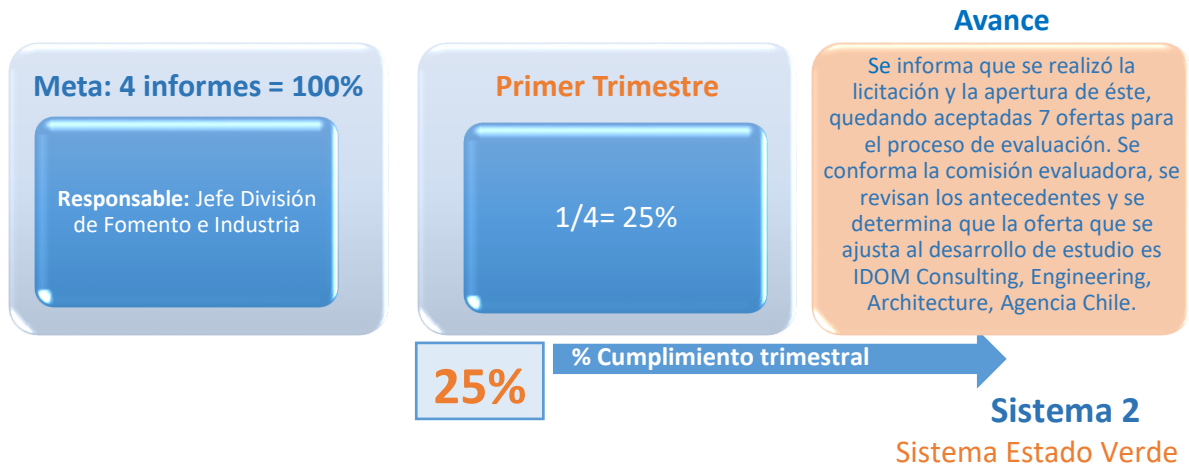 Meta: 4 informes = 100%
Responsable: Jefe División
de Fomento e Industria
Primer Trimestre
1/4= 25%
Avance
Se informa que se realizó la
licitación y la apertura de éste,
quedando aceptadas 7 ofertas para
el proceso de evaluación. Se
conforma la comisión evaluadora, se
revisan los antecedentes y se
determina que la oferta que se
ajusta al desarrollo de estudio es
IDOM Consulting, Engineering,
Architecture, Agencia Chile.
25%
% Cumplimiento trimestral
Sistema 2
Sistema Estado Verde